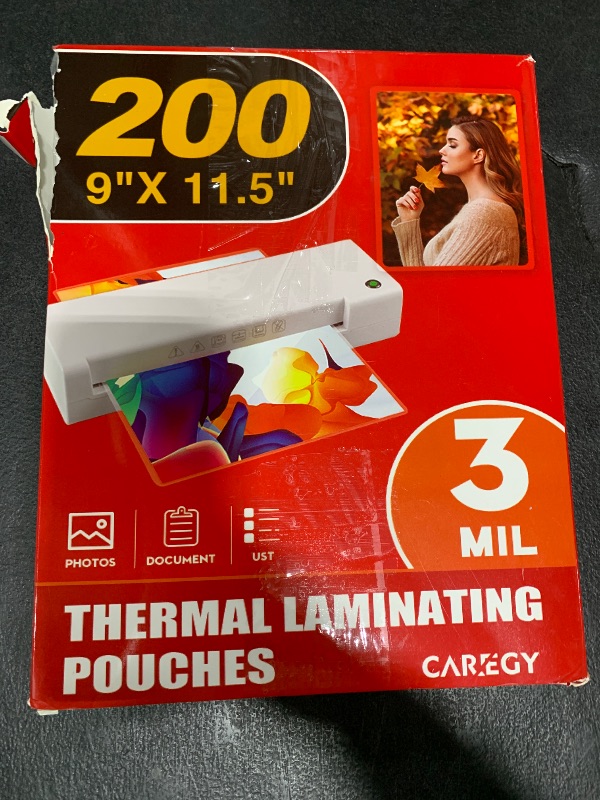 200
9"X 11.5"
3
MIL
PHOTOS
DOCUMENT
UST
THERMAL LAMINATING
POUCHES
CAREGY